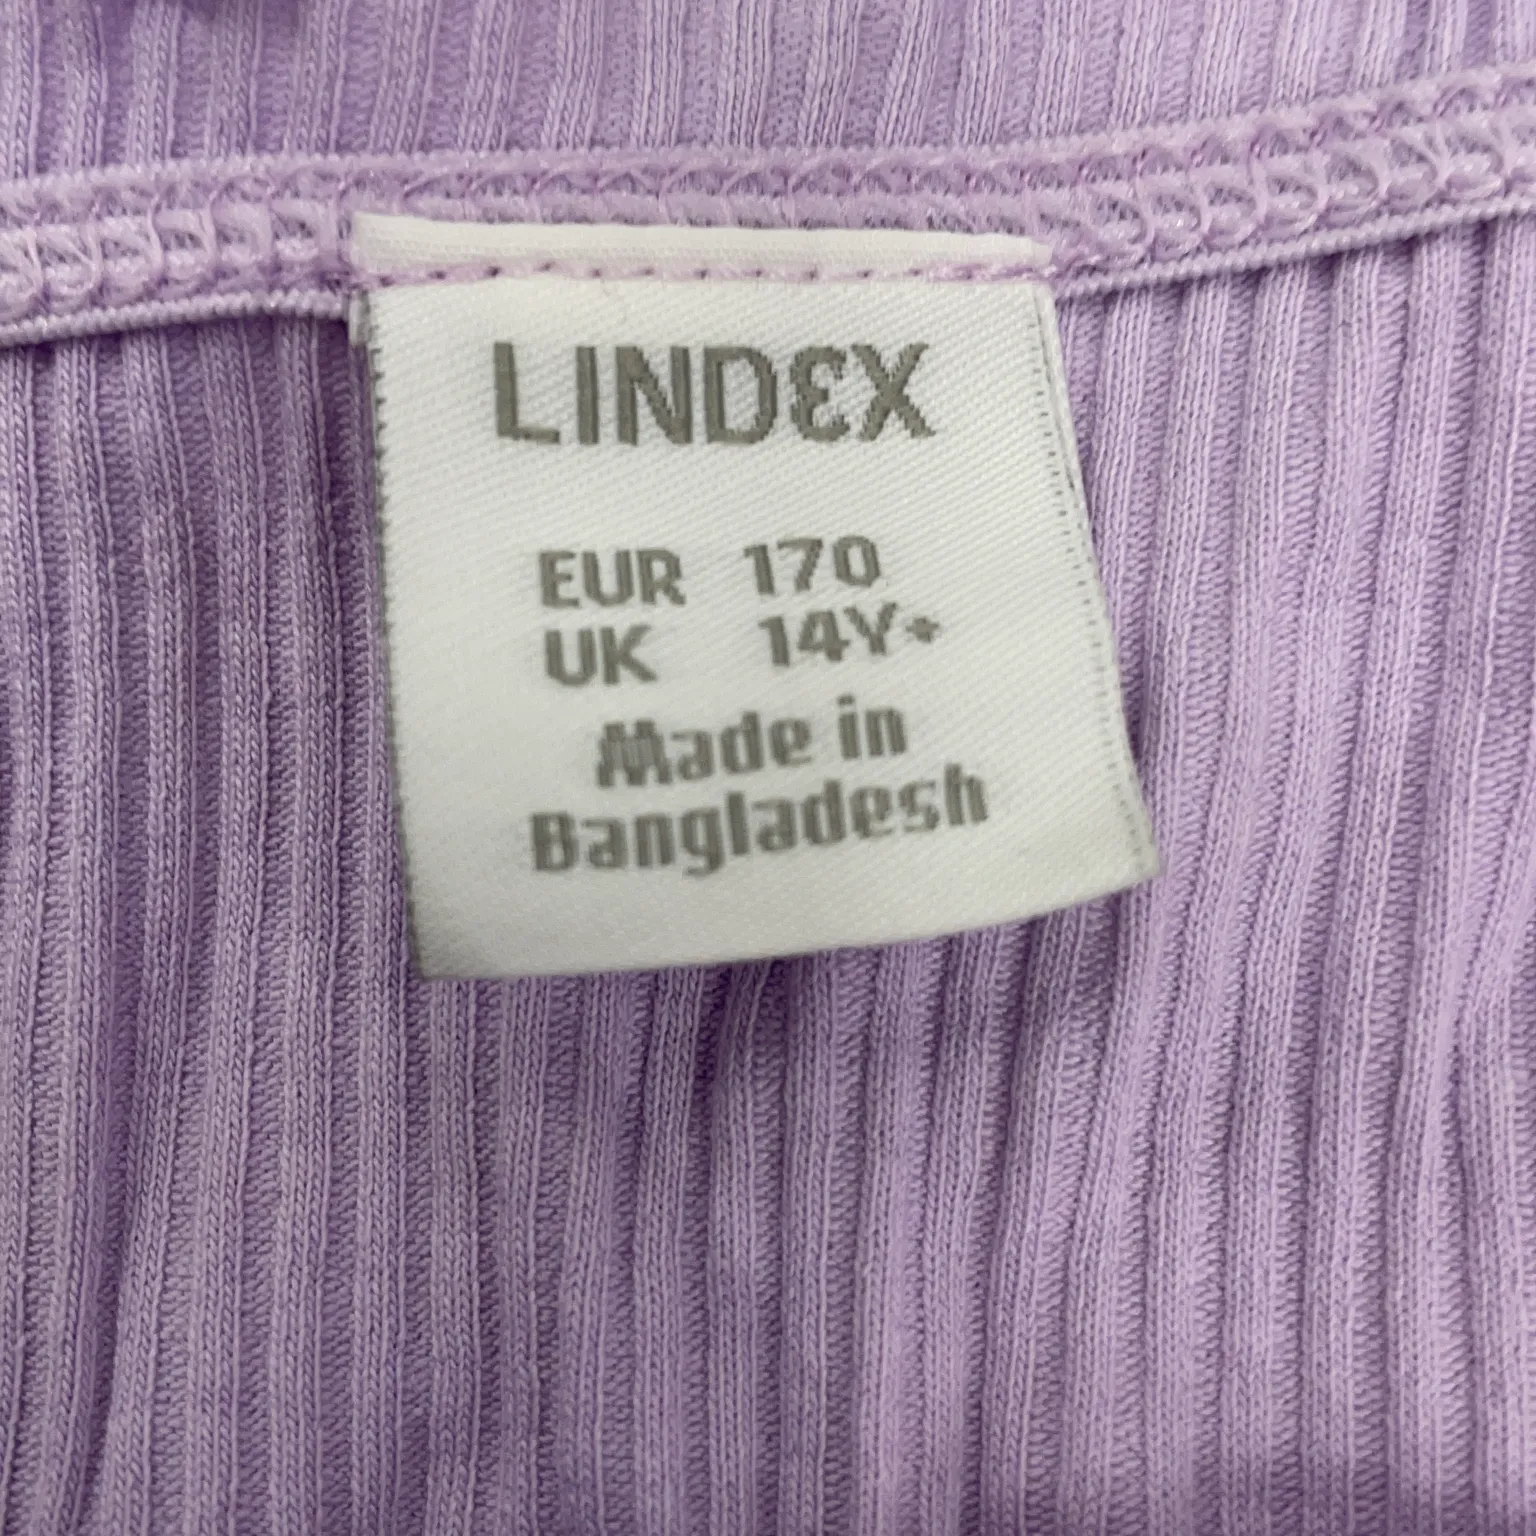 LINDEX
EUR 170
UK 14Y+
Made in
Bangladesh